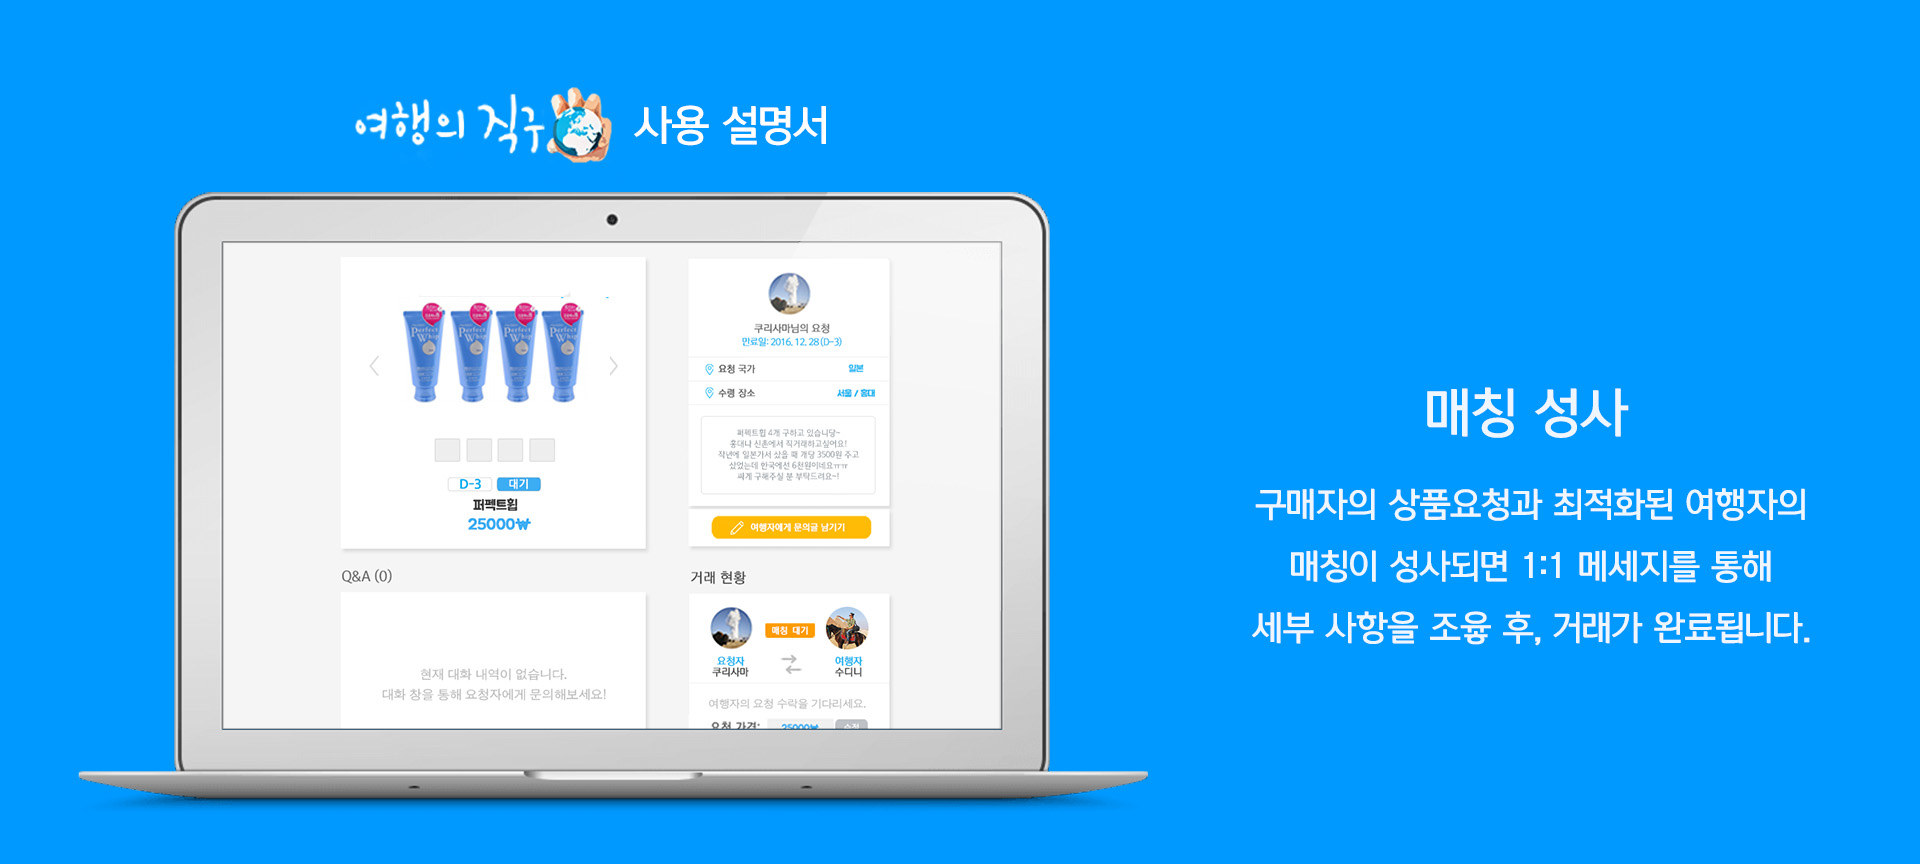 여행의 직구 사용 설명서
Perfect Whip
Perfect Whip
Perfect Whip
Perfect Whip
D-3 대기
퍼펙트휩
25000₩
Q&A (0)
현재 대화 내역이 없습니다.
대화 창을 통해 요청자에게 문의해보세요!
쿠리사마님의 요청
만료일: 2016. 12. 28 (D-3)
요청 국가 일본
수령 장소 서울 / 홍대
퍼펙트휩 4개 구하고 있습니당~
홍대나 신촌에서 직거래하고싶어요!
작년에 일본가서 샀을 때 개당 3500원 주고
샀었는데 한국에선 6천원이네요ㅠㅠ
싸게 구해주실 분 부탁드려요~!
여행자에게 문의글 남기기
거래 현황
매칭 대기
요청자 여행자
쿠리사마 수디니
여행자의 요청 수락을 기다리세요.
요청 가격: 25000₩ 수정
매칭 성사
구매자의 상품요청과 최적화된 여행자의
매칭이 성사되면 1:1 메세지를 통해
세부 사항을 조율 후, 거래가 완료됩니다.